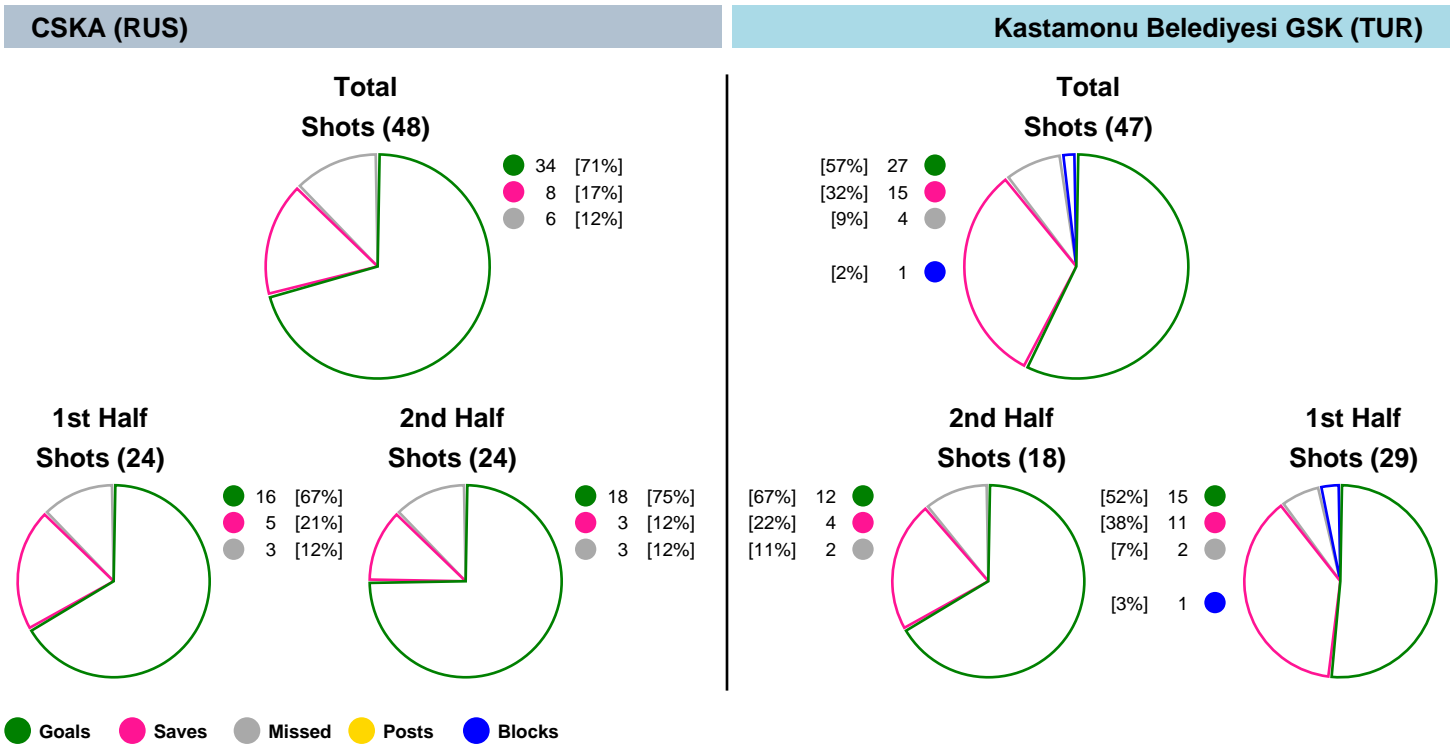 CSKA (RUS)
Kastamonu Belediyesi GSK (TUR)
Total
Shots (48)
34 [71%]
8 [17%]
6 [12%]
Total
Shots (47)
[57%] 27
[32%] 15
[9%] 4
[2%] 1
1st Half
Shots (24)
16 [67%]
5 [21%]
3 [12%]
2nd Half
Shots (24)
18 [75%]
3 [12%]
3 [12%]
2nd Half
Shots (18)
[67%] 12
[22%] 4
[11%] 2
1st Half
Shots (29)
[52%] 15
[38%] 11
[7%] 2
[3%] 1
Goals Saves Missed Posts Blocks